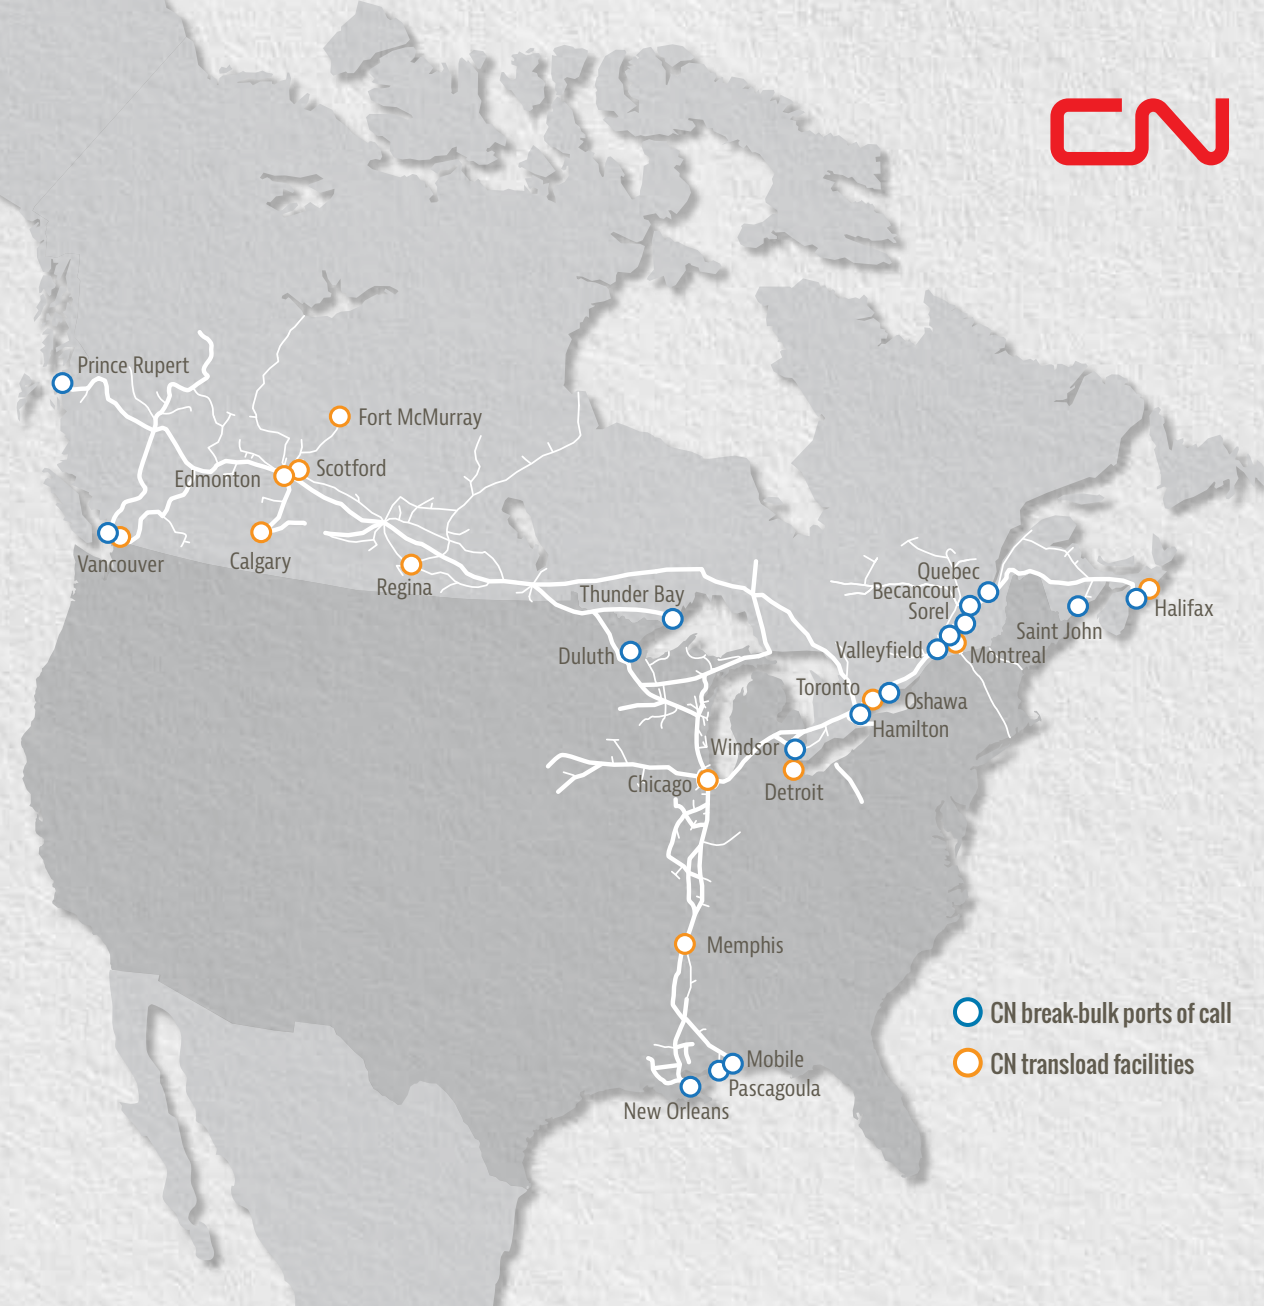 CN
Prince Rupert
Fort McMurray
Scotford
Edmonton
Calgary
Vancouver
Regina
Thunder Bay
Duluth
Quebec
Becancour
Sorel
Valleyfield
Montreal
Saint John
Halifax
Toronto
Oshawa
Hamilton
Windsor
Detroit
Chicago
Memphis
Mobile
Pascagoula
New Orleans
CN break-bulk ports of call
CN transload facilities